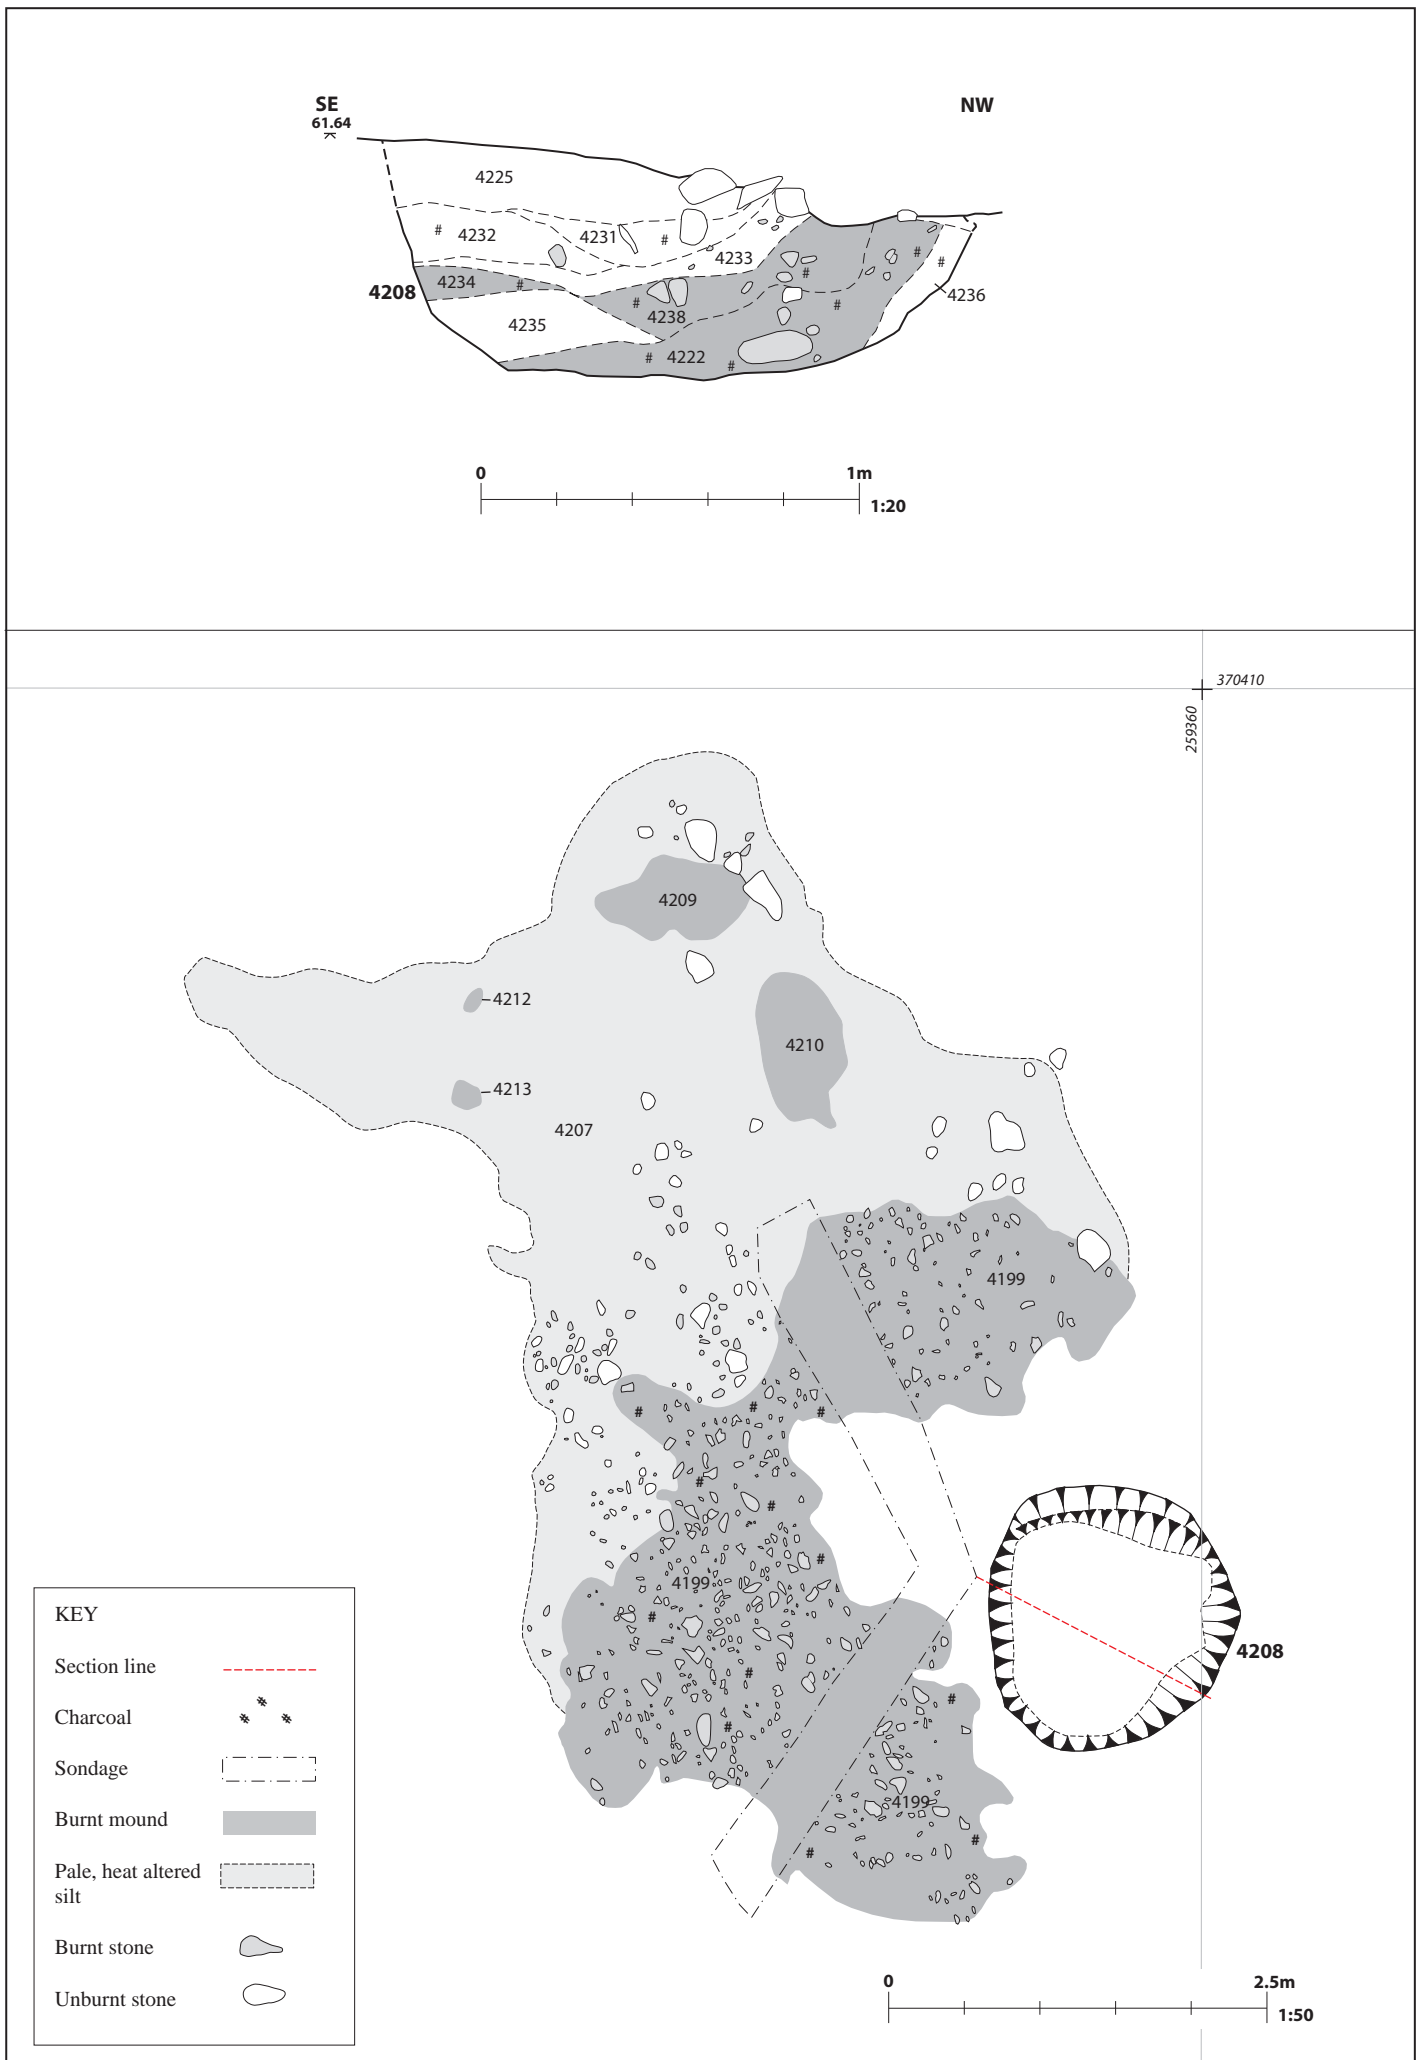 SE
NW
61.64
4225
4232
4231
4233
4234
4208
4236
4238
4235
4222
0 1m
1:20
370410
259360
4209
4212
4210
4213
4207
4199
4199
4208
4199
KEY
Section line
Charcoal
Sondage
Burnt mound
Pale, heat altered
silt
Burnt stone
Unburnt stone
0 2.5m
1:50